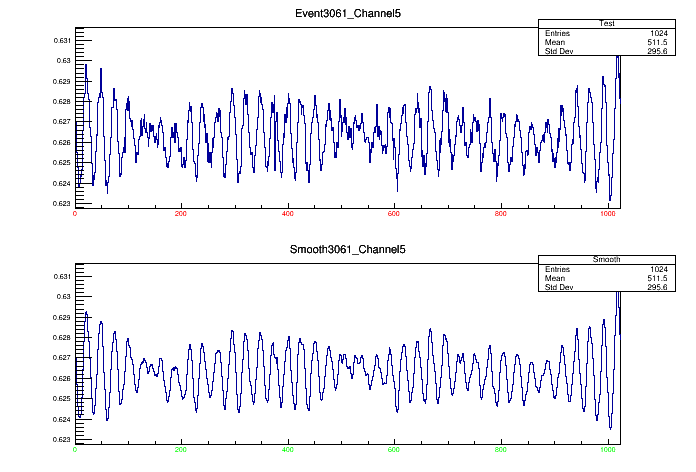 Event3061_Channel5
Test
Entries 1024
Mean 511.5
Std Dev 295.6
0.631
0.63
0.629
0.628
0.627
0.626
0.625
0.624
0.623
0 200 400 600 800 1000
Smooth3061_Channel5
Smooth
Entries 1024
Mean 511.5
Std Dev 295.6
0.631
0.63
0.629
0.628
0.627
0.626
0.625
0.624
0.623
0 200 400 600 800 1000